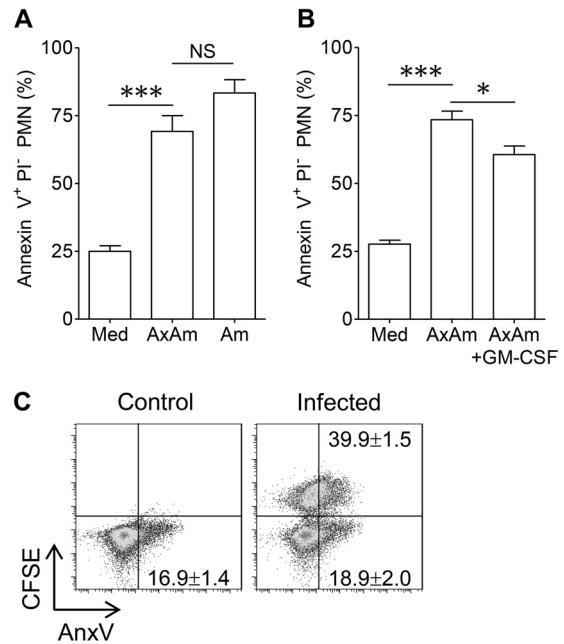 A
Annexin V+ PI- PMN (%)
100
75
50
25
0
***
NS
Med AxAm Am
B
Annexin V+ PI- PMN (%)
100
75
50
25
0
***
*
Med AxAm AxAm
+GM-CSF
C
Control Infected
39.9±1.5
16.9±1.4 18.9±2.0
CFSE
AnxV